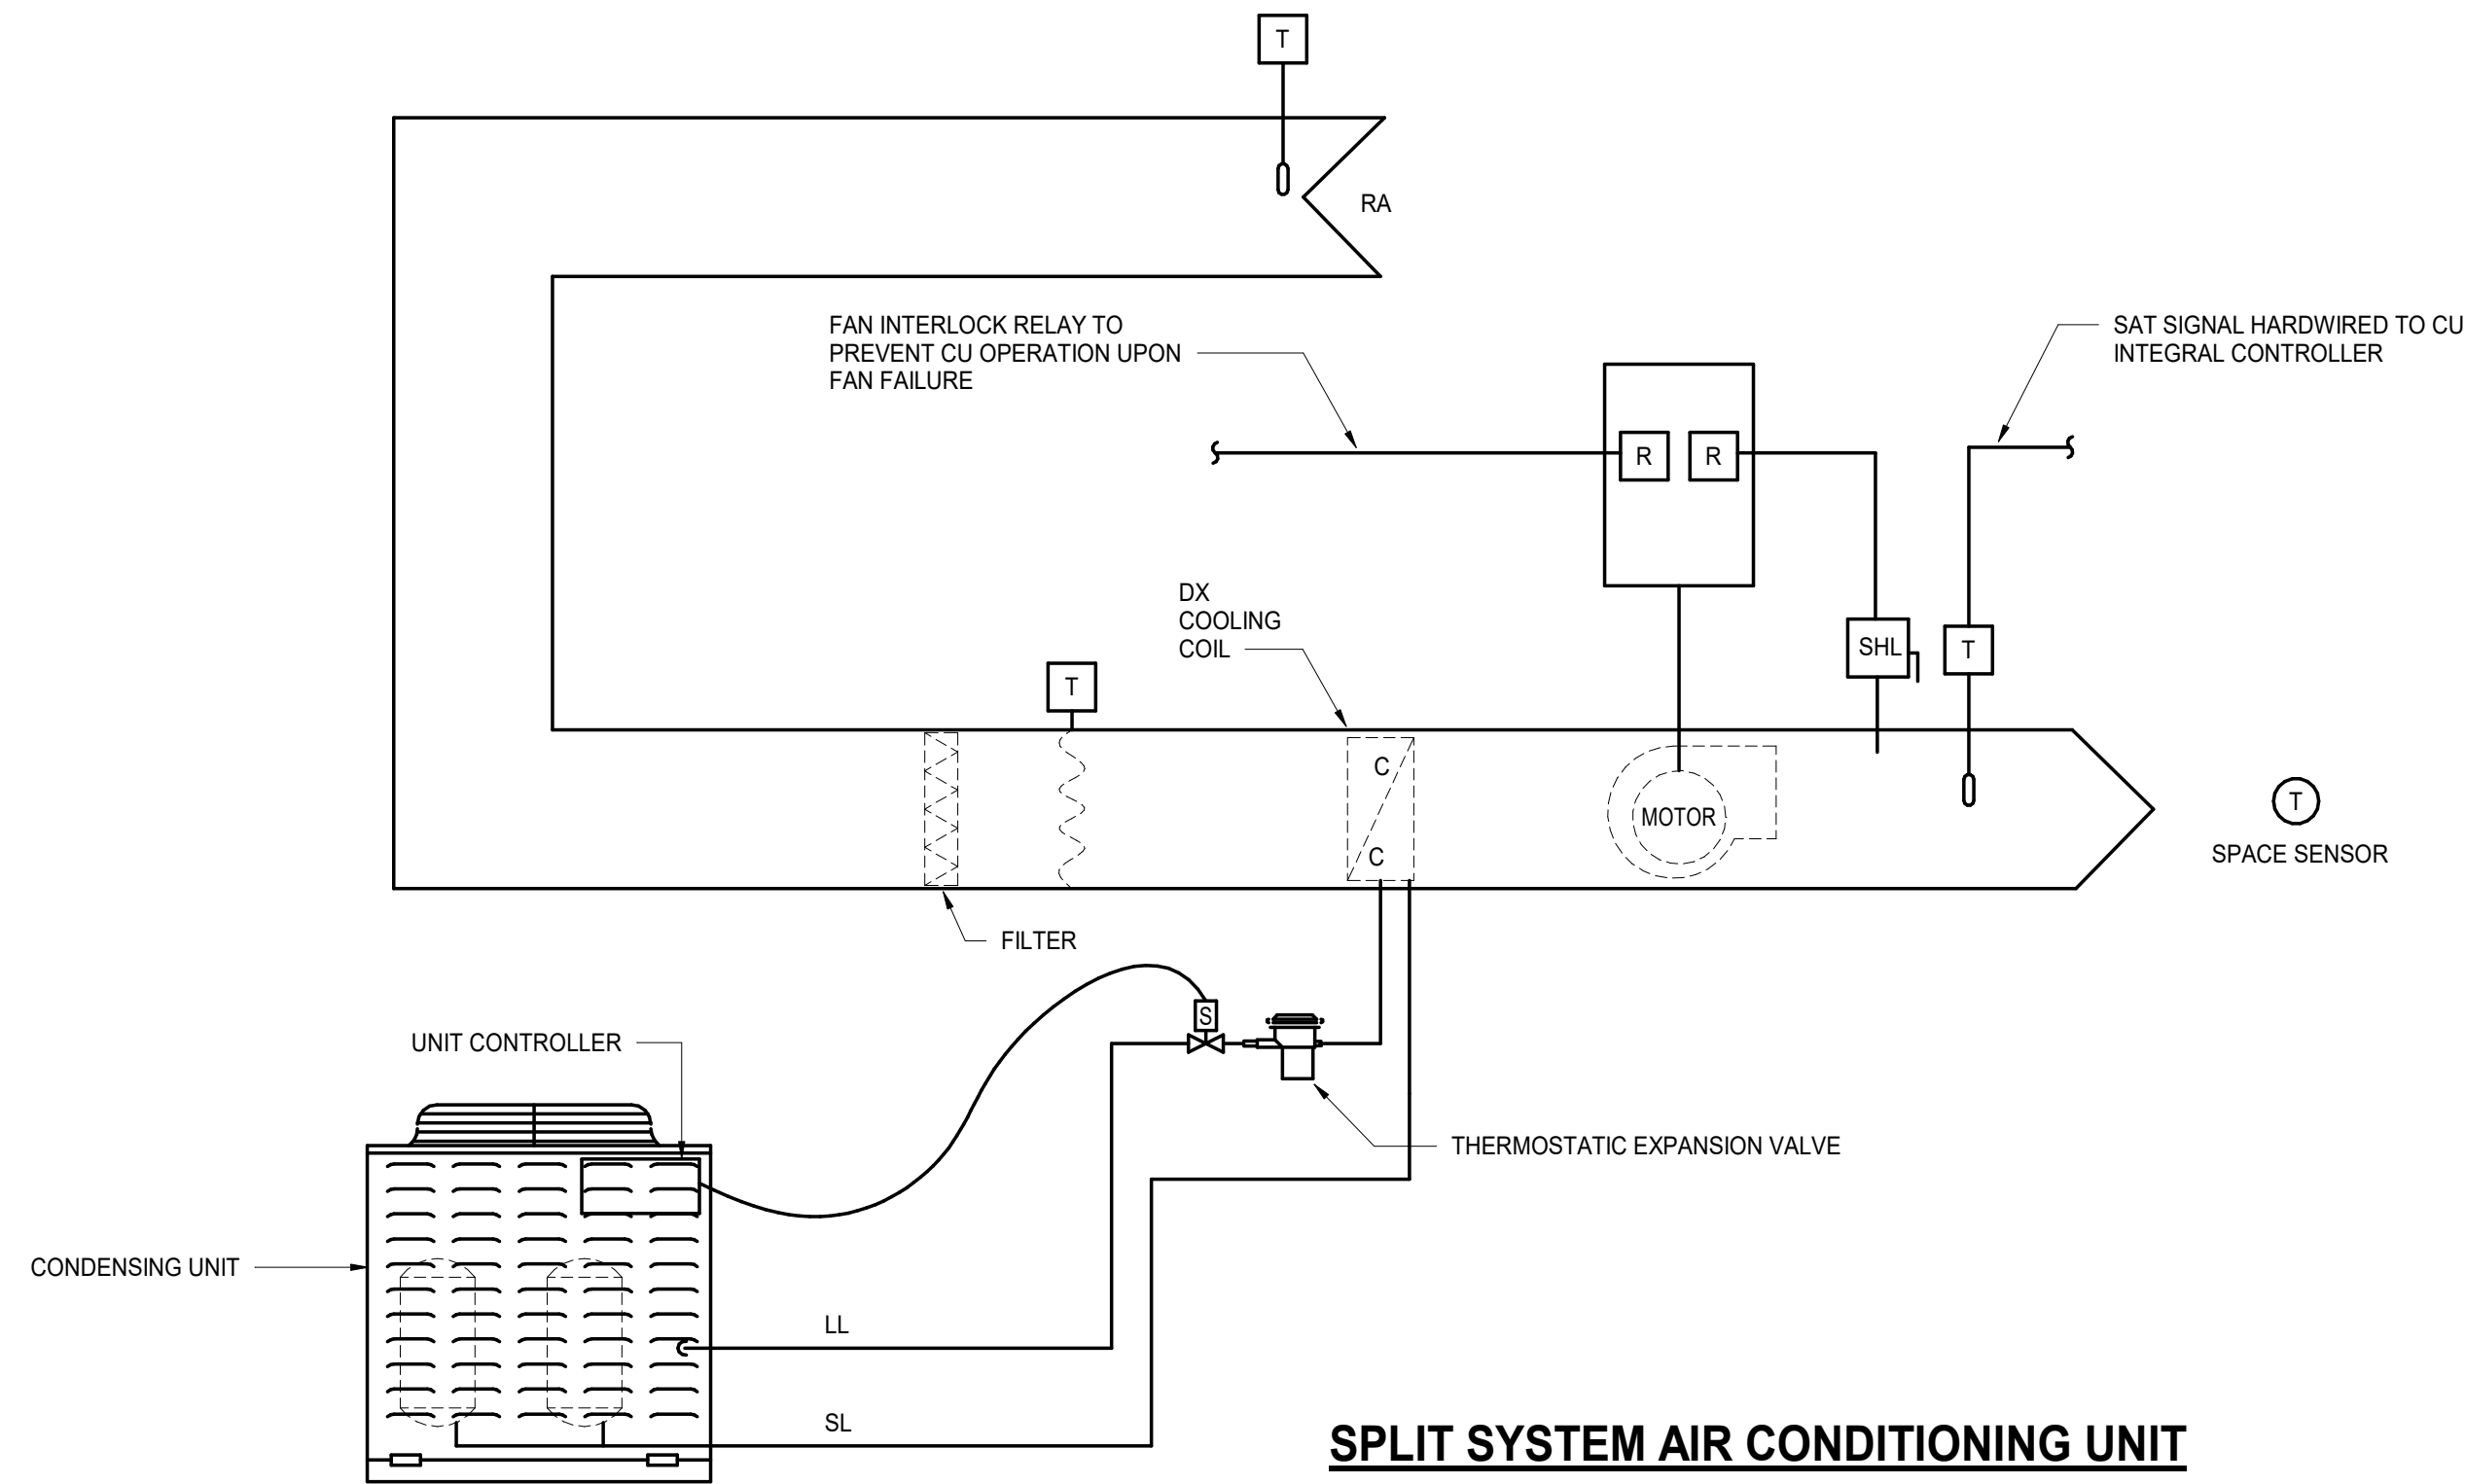 T
RA
FAN INTERLOCK RELAY TO
PREVENT CU OPERATION UPON
FAN FAILURE
SAT SIGNAL HARDWIRED TO CU
INTEGRAL CONTROLLER
R
R
DX
COOLING
COIL
SHL
T
T
C
C
MOTOR
T
SPACE SENSOR
FILTER
S
UNIT CONTROLLER
THERMOSTATIC EXPANSION VALVE
CONDENSING UNIT
LL
SL
SPLIT SYSTEM AIR CONDITIONING UNIT